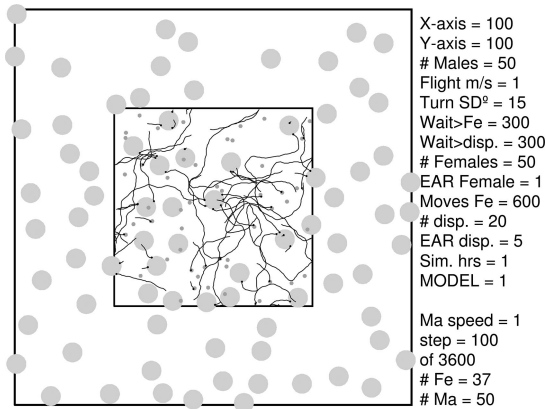 X-axis = 100
Y-axis = 100
# Males = 50
Flight m/s = 1
Turn SDº = 15
Wait>Fe = 300
Wait>disp. = 300
# Females = 50
EAR Female = 1
Moves Fe = 600
# disp. = 20
EAR disp. = 5
Sim. hrs = 1
MODEL = 1
Ma speed = 1
step = 100
of 3600
# Fe = 37
# Ma = 50